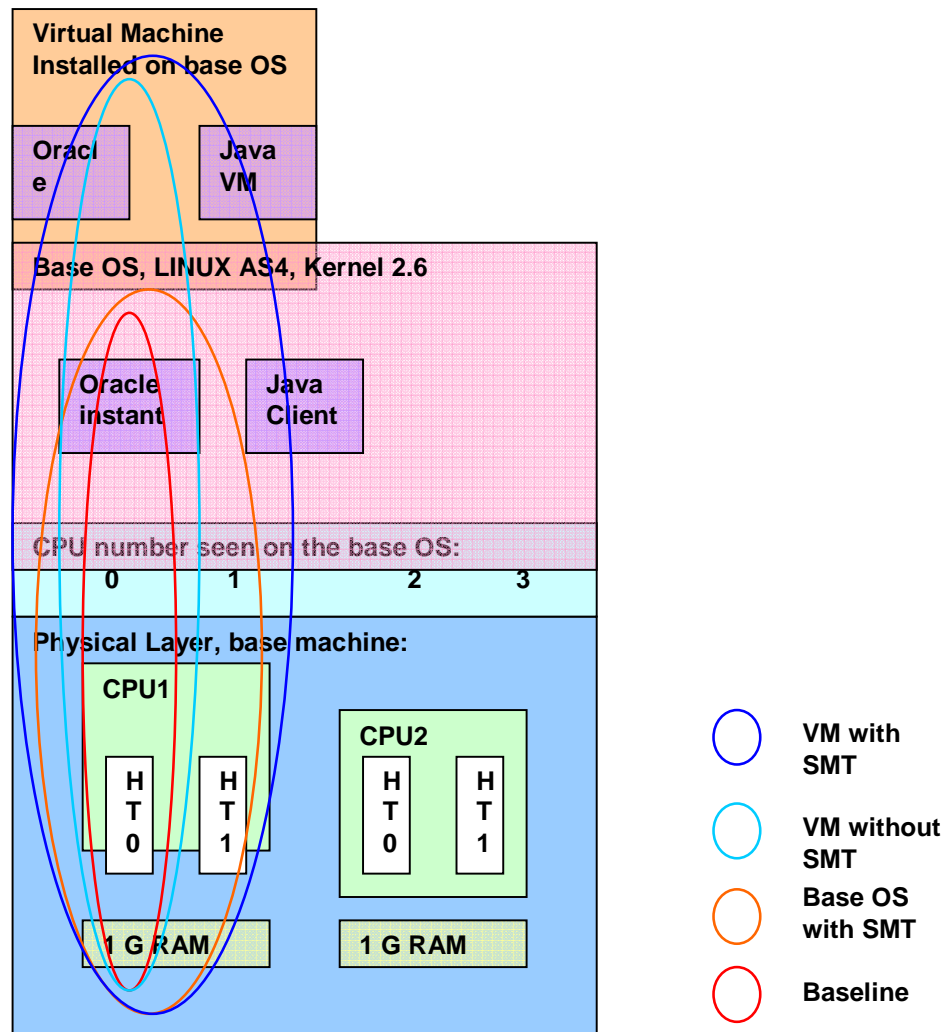 Virtual Machine
Installed on base OS
Oracl
e
Java
VM
Base OS, LINUX AS4, Kernel 2.6
Oracle
instant
Java
Client
CPU number seen on the base OS:
0 1 2 3
Physical Layer, base machine:
CPU1
H
T
0
H
T
1
CPU2
H
T
0
H
T
1
1 G RAM
1 G RAM
VM with
SMT
VM without
SMT
Base OS
with SMT
Baseline